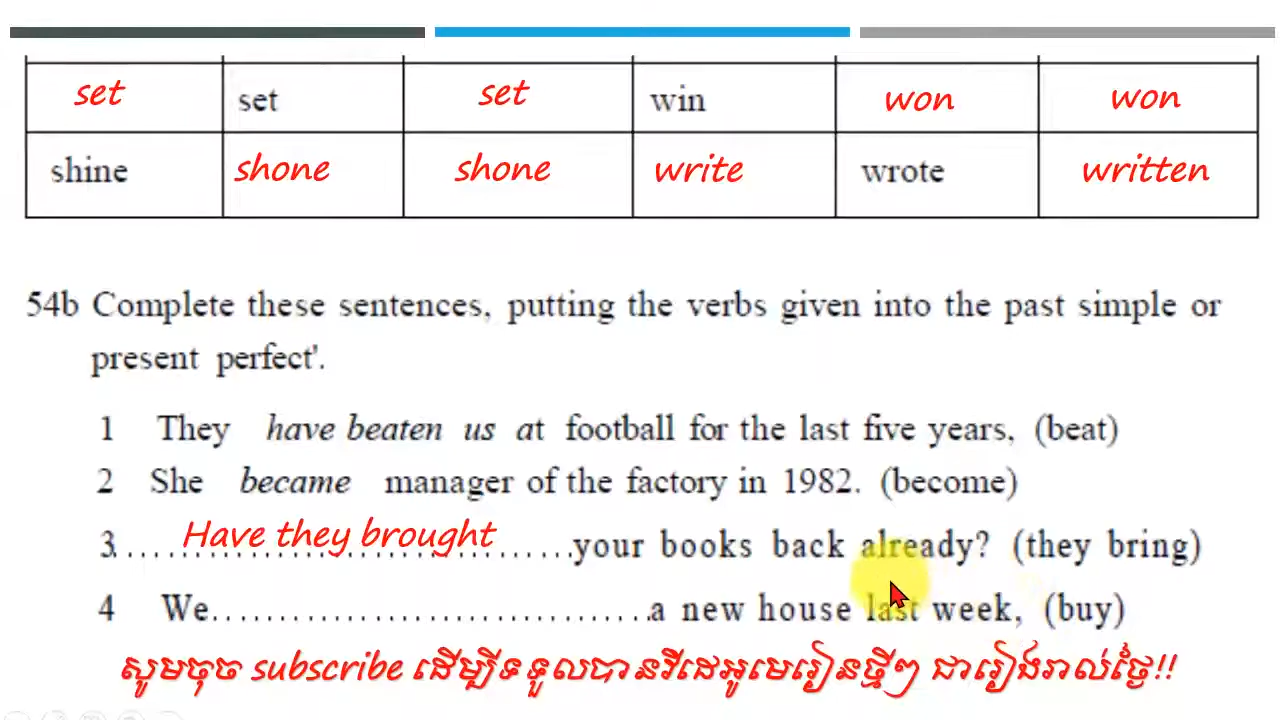 set set set win won won
shine shone shone write wrote written
54b Complete these sentences, putting the verbs given into the past simple or
present perfect'.
1 They have beaten us at football for the last five years, (beat)
2 She became manager of the factory in 1982. (become)
3 Have they brought your books back already? (they bring)
4 We.................................a new house last week, (buy)
សូមចុច subscribe ដើម្បីទទួលបានវីដេអូមេរៀនថ្មីៗ ជារៀងរាល់ថ្ងៃ!!